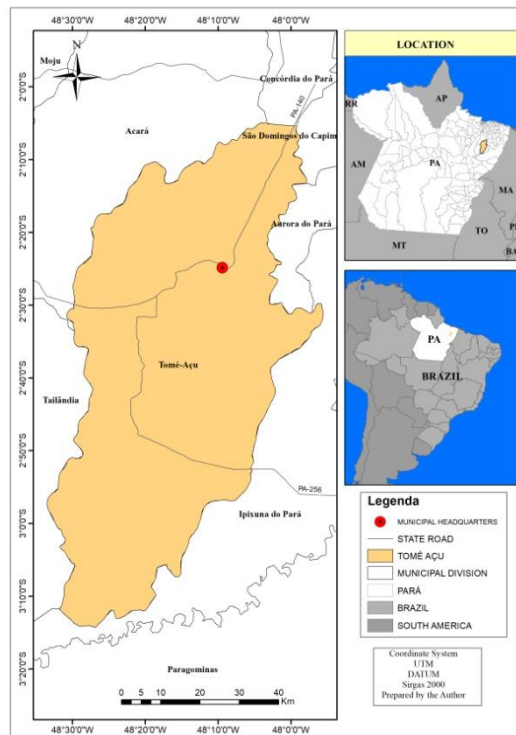 48°30'0"S 48°20'0"S 48°10'0"S 48°0'0"S
N
Moju
Concórdia do Pará
PA-140
2°0'0"S
Acará
São Domingos do Capim
2°10'0"S
Aurora do Pará
2°20'0"S
2°30'0"S
Tomé-Açu
2°40'0"S
Tailândia
2°50'0"S
PA-256
Ipixuna do Pará
3°0'0"S
3°10'0"S
Paragominas
3°20'0"S
0 5 10 20 30 40
Km
48°30'0"S 48°20'0"S 48°10'0"S 48°0'0"S
LOCATION
RR
AP
AM
PA
MA
PI
TO
MT
BA
PA
BRAZIL
Legenda
MUNICIPAL HEADQUARTERS
STATE ROAD
TOMÉ AÇU
MUNICIPAL DIVISION
PARÁ
BRAZIL
SOUTH AMERICA
Coordinate System
UTM
DATUM
Sirgas 2000
Prepared by the Author